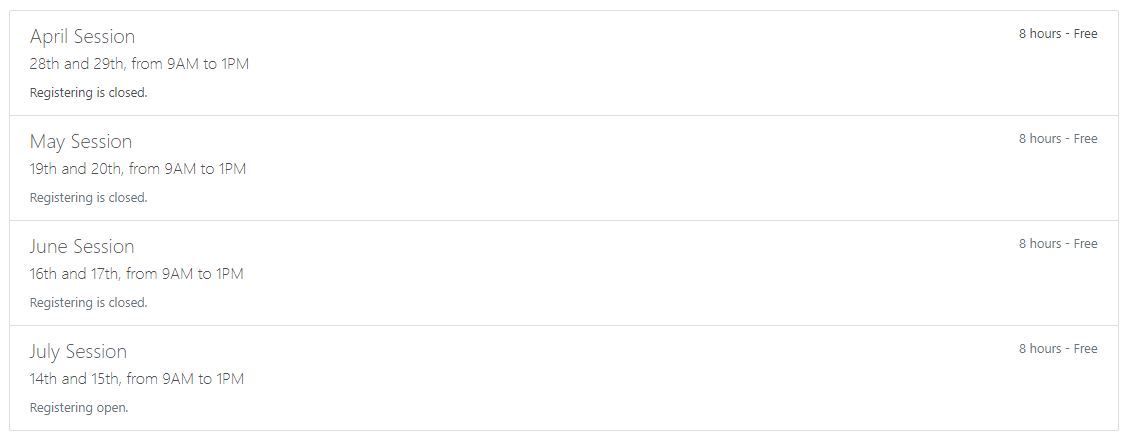 April Session
8 hours - Free
28th and 29th, from 9AM to 1PM
Registering is closed.
May Session
8 hours - Free
19th and 20th, from 9AM to 1PM
Registering is closed.
June Session
8 hours - Free
16th and 17th, from 9AM to 1PM
Registering is closed.
July Session
8 hours - Free
14th and 15th, from 9AM to 1PM
Registering open.